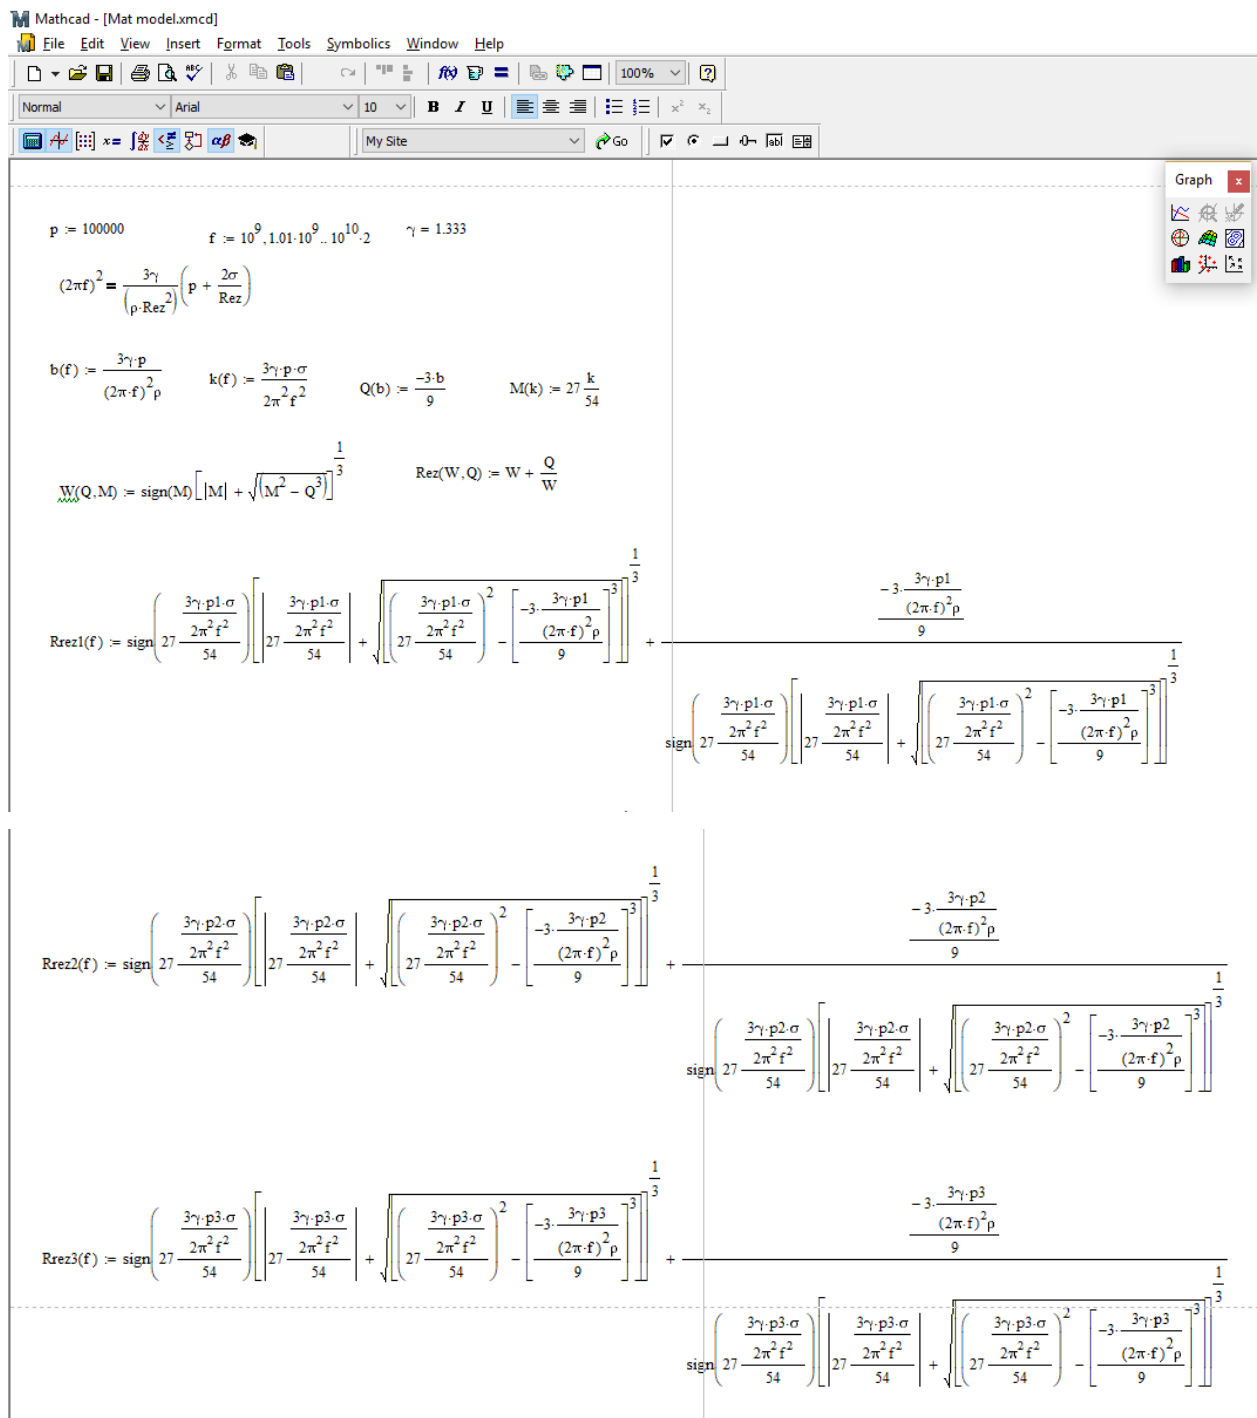 Mathcad - [Mat model.xmcd]
File Edit View Insert Format Tools Symbolics Window Help
100%
Normal Arial 10 B I U x² x₂
x= αβ My Site Go
Graph x
p := 100000 f := 10^9, 1.01·10^9 .. 10^10·2 γ = 1.333
(2πf)^2 = 3γ/(ρ·Rez^2) (p + 2σ/Rez)
b(f) := 3γ·p/((2π·f)^2 ρ) k(f) := 3γ·p·σ/(2π^2 f^2) Q(b) := -3·b/9 M(k) := 27 k/54
W(Q,M) := sign(M)[|M| + √(M^2 - Q^3)]^(1/3) Rez(W,Q) := W + Q/W
Rrez1(f) := sign(27 (3γ·p1·σ/(2π^2 f^2))/54)[|27 (3γ·p1·σ/(2π^2 f^2))/54| + √[(27 (3γ·p1·σ/(2π^2 f^2))/54)^2 - [(-3·3γ·p1/((2π·f)^2 ρ))/9]^3]]^(1/3) + ((-3·3γ·p1/((2π·f)^2 ρ))/9)/(sign(27 (3γ·p1·σ/(2π^2 f^2))/54)[|27 (3γ·p1·σ/(2π^2 f^2))/54| + √[(27 (3γ·p1·σ/(2π^2 f^2))/54)^2 - [(-3·3γ·p1/((2π·f)^2 ρ))/9]^3]]^(1/3))
Rrez2(f) := sign(27 (3γ·p2·σ/(2π^2 f^2))/54)[|27 (3γ·p2·σ/(2π^2 f^2))/54| + √[(27 (3γ·p2·σ/(2π^2 f^2))/54)^2 - [(-3·3γ·p2/((2π·f)^2 ρ))/9]^3]]^(1/3) + ((-3·3γ·p2/((2π·f)^2 ρ))/9)/(sign(27 (3γ·p2·σ/(2π^2 f^2))/54)[|27 (3γ·p2·σ/(2π^2 f^2))/54| + √[(27 (3γ·p2·σ/(2π^2 f^2))/54)^2 - [(-3·3γ·p2/((2π·f)^2 ρ))/9]^3]]^(1/3))
Rrez3(f) := sign(27 (3γ·p3·σ/(2π^2 f^2))/54)[|27 (3γ·p3·σ/(2π^2 f^2))/54| + √[(27 (3γ·p3·σ/(2π^2 f^2))/54)^2 - [(-3·3γ·p3/((2π·f)^2 ρ))/9]^3]]^(1/3) + ((-3·3γ·p3/((2π·f)^2 ρ))/9)/(sign(27 (3γ·p3·σ/(2π^2 f^2))/54)[|27 (3γ·p3·σ/(2π^2 f^2))/54| + √[(27 (3γ·p3·σ/(2π^2 f^2))/54)^2 - [(-3·3γ·p3/((2π·f)^2 ρ))/9]^3]]^(1/3))